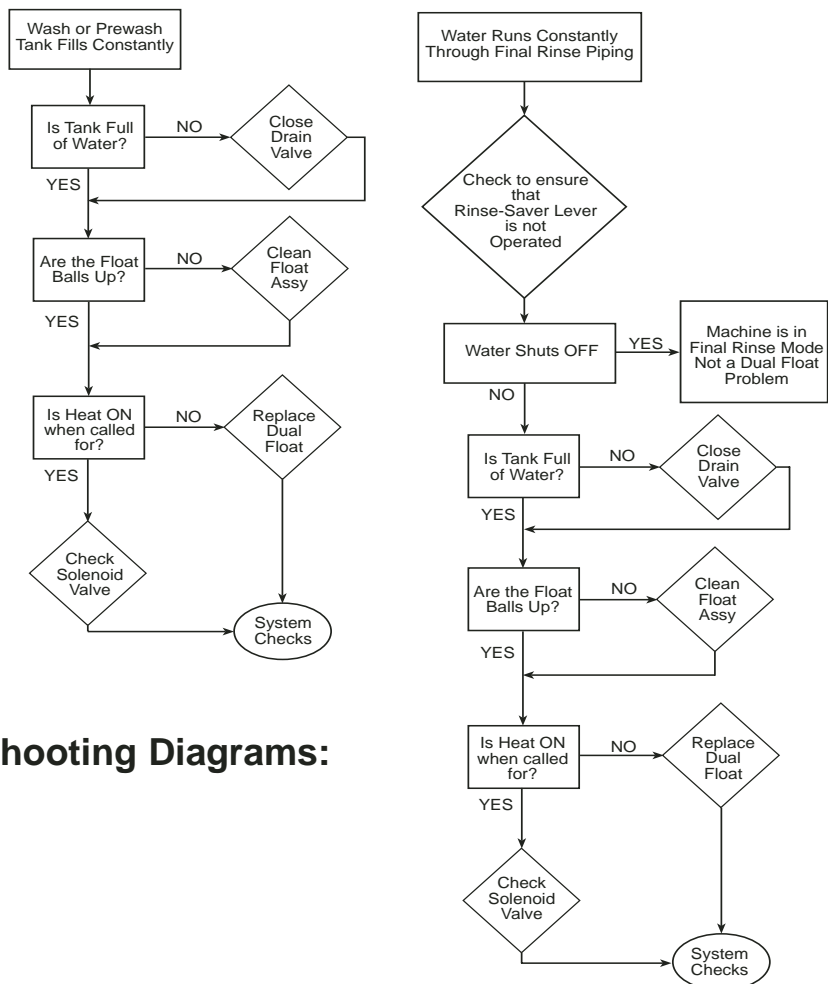 Wash or Prewash
Tank Fills Constantly
Is Tank Full
of Water?
NO
Close
Drain
Valve
YES
Are the Float
Balls Up?
NO
Clean
Float
Assy
YES
Is Heat ON
when called
for?
NO
Replace
Dual
Float
YES
Check
Solenoid
Valve
System
Checks
hooting Diagrams:
Water Runs Constantly
Through Final Rinse Piping
Check to ensure
that
Rinse-Saver Lever
is not
Operated
Water Shuts OFF
YES
Machine is in
Final Rinse Mode
Not a Dual Float
Problem
NO
Is Tank Full
of Water?
NO
Close
Drain
Valve
YES
Are the Float
Balls Up?
NO
Clean
Float
Assy
YES
Is Heat ON
when called
for?
NO
Replace
Dual
Float
YES
Check
Solenoid
Valve
System
Checks